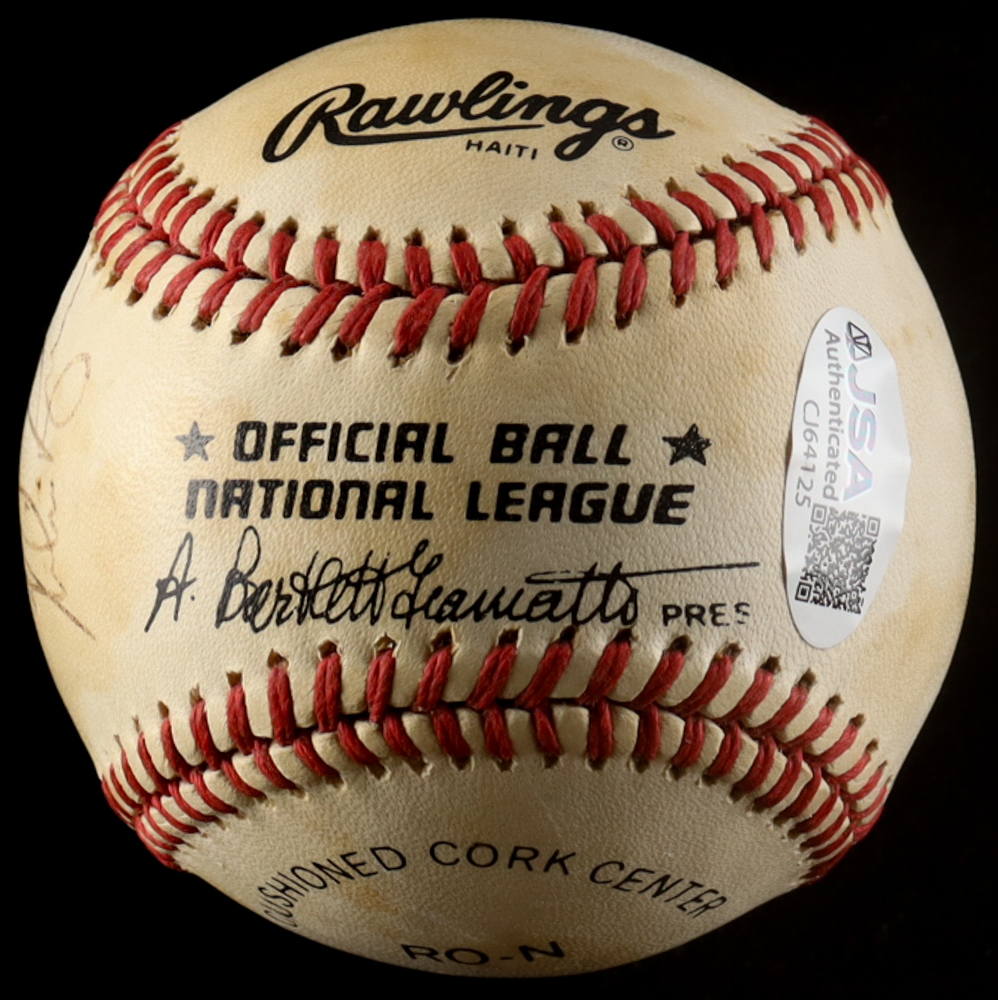 Rawlings
HAITI ®
★ OFFICIAL BALL ★
NATIONAL LEAGUE
A. Bartlett Giamatti PRES
CUSHIONED CORK CENTER
RO-N
JSA
Authenticated
CJ64125